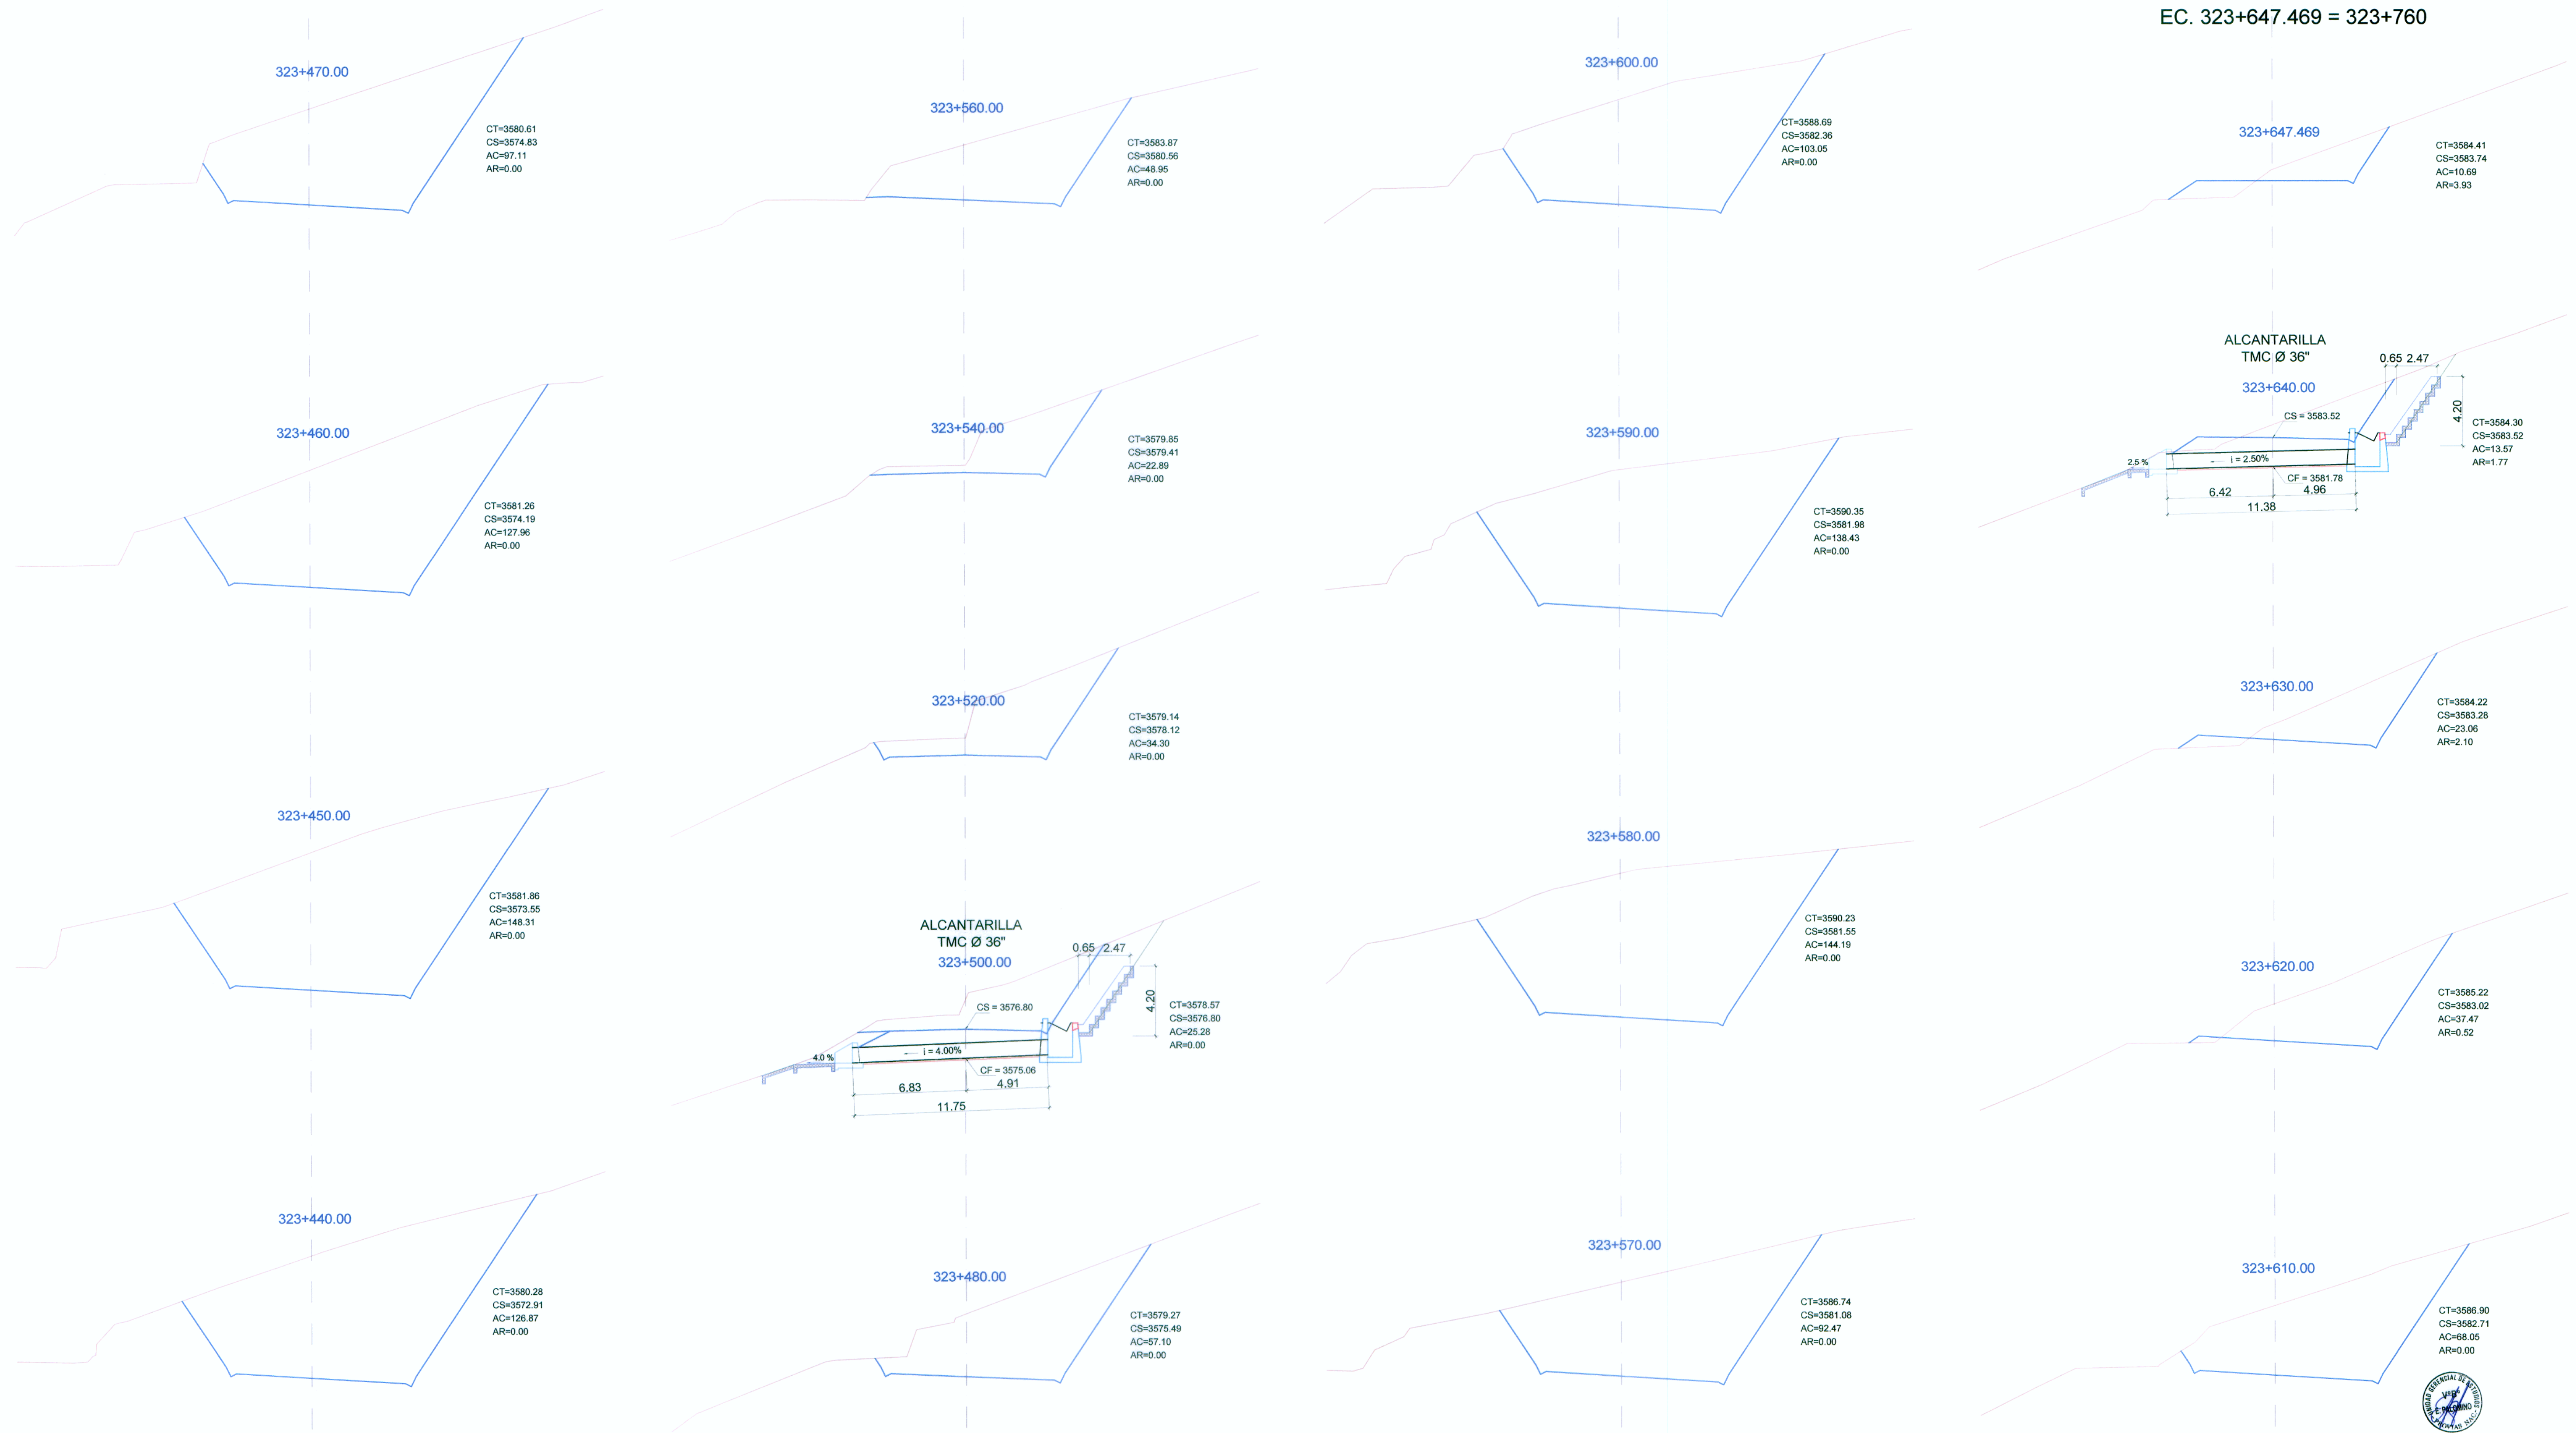 323+470.00
CT=3580.61
CS=3574.83
AC=97.11
AR=0.00
323+460.00
CT=3581.26
CS=3574.19
AC=127.96
AR=0.00
323+450.00
CT=3581.86
CS=3573.55
AC=148.31
AR=0.00
323+440.00
CT=3580.28
CS=3572.91
AC=126.87
AR=0.00
323+560.00
CT=3583.87
CS=3580.56
AC=48.95
AR=0.00
323+540.00
CT=3579.85
CS=3579.41
AC=22.89
AR=0.00
323+520.00
CT=3579.14
CS=3578.12
AC=34.30
AR=0.00
ALCANTARILLA
TMC Ø 36"
323+500.00
0.65 2.47
CS = 3576.80
4.20
4.0 %
i = 4.00%
CF = 3575.06
6.83
4.91
11.75
CT=3578.57
CS=3576.80
AC=25.28
AR=0.00
323+480.00
CT=3579.27
CS=3575.49
AC=57.10
AR=0.00
323+600.00
CT=3588.69
CS=3582.36
AC=103.05
AR=0.00
323+590.00
CT=3590.35
CS=3581.98
AC=138.43
AR=0.00
323+580.00
CT=3590.23
CS=3581.55
AC=144.19
AR=0.00
323+570.00
CT=3586.74
CS=3581.08
AC=92.47
AR=0.00
EC. 323+647.469 = 323+760
323+647.469
CT=3584.41
CS=3583.74
AC=10.69
AR=3.93
ALCANTARILLA
TMC Ø 36"
323+640.00
0.65 2.47
CS = 3583.52
4.20
2.5 %
i = 2.50%
CF = 3581.78
6.42
4.96
11.38
CT=3584.30
CS=3583.52
AC=13.57
AR=1.77
323+630.00
CT=3584.22
CS=3583.28
AC=23.06
AR=2.10
323+620.00
CT=3585.22
CS=3583.02
AC=37.47
AR=0.52
323+610.00
CT=3586.90
CS=3582.71
AC=68.05
AR=0.00
UNIDAD GERENCIAL DE ESTUDIOS
VºBº
PALOMINO